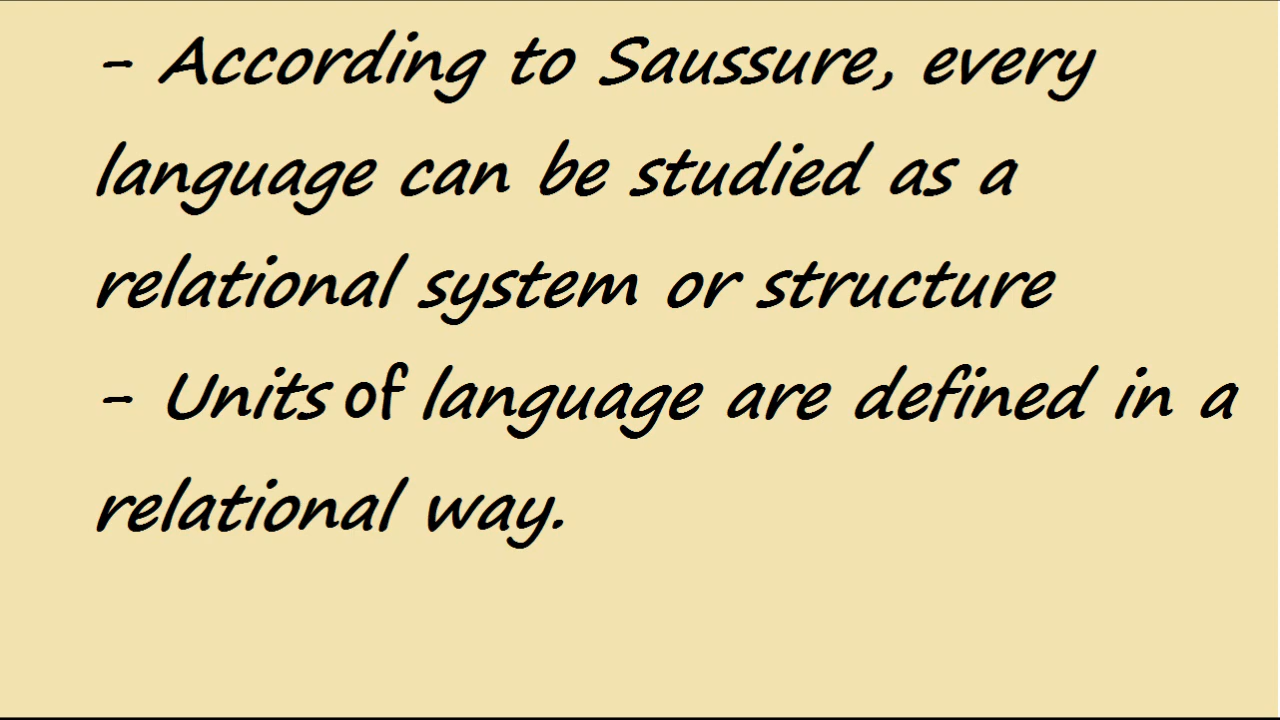 - According to Saussure, every
language can be studied as a
relational system or structure
- Units of language are defined in a
relational way.